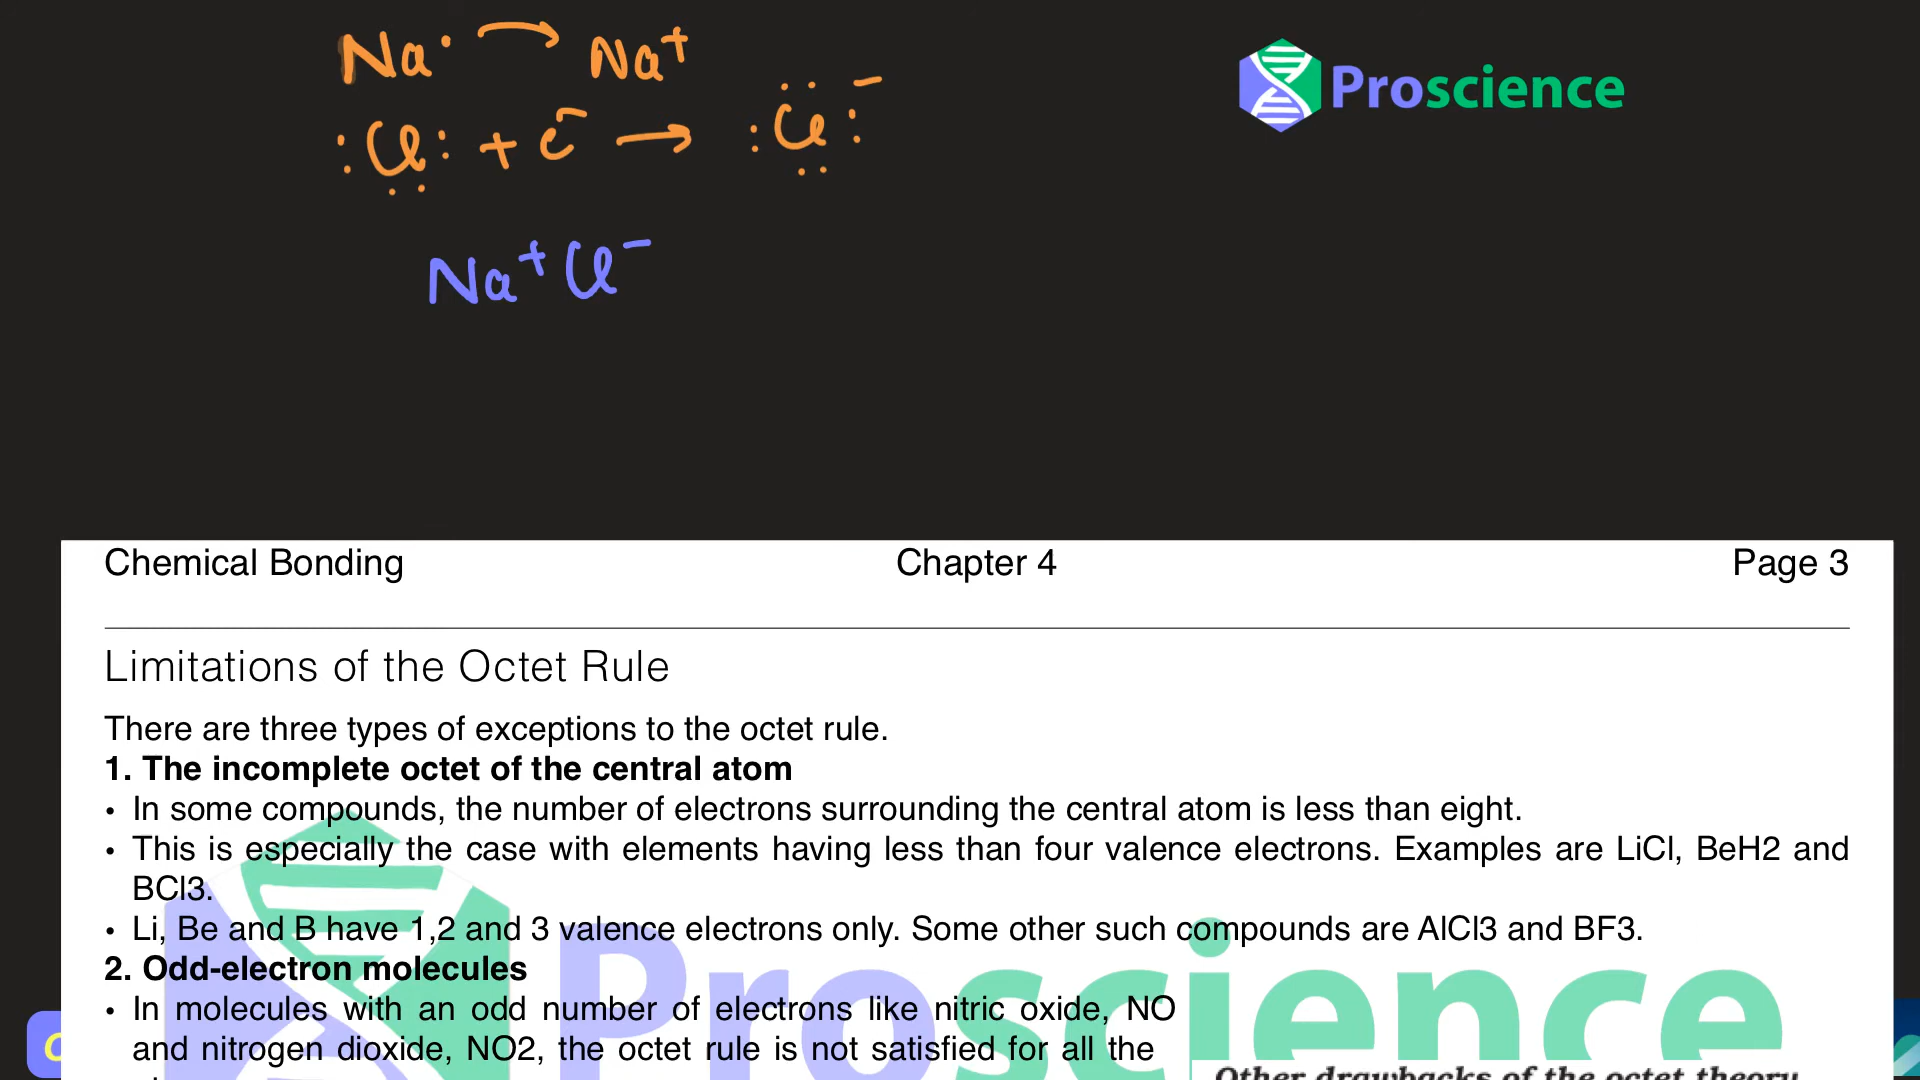 Na· → Na⁺
Proscience
:Cl: + e⁻ → :Cl:⁻
Na⁺Cl⁻
Chemical Bonding Chapter 4 Page 3
Limitations of the Octet Rule
There are three types of exceptions to the octet rule.
1. The incomplete octet of the central atom
• In some compounds, the number of electrons surrounding the central atom is less than eight.
• This is especially the case with elements having less than four valence electrons. Examples are LiCl, BeH2 and
BCl3.
• Li, Be and B have 1,2 and 3 valence electrons only. Some other such compounds are AlCl3 and BF3.
2. Odd-electron molecules
• In molecules with an odd number of electrons like nitric oxide, NO
and nitrogen dioxide, NO2, the octet rule is not satisfied for all the
Proscience
Other drawbacks of the octet theory